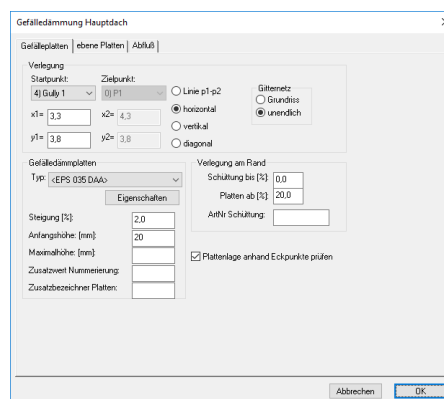 Gefälledämmung Hauptdach
Gefälleplatten ebene Platten Abfluß
Verlegung
Startpunkt: Zielpunkt:
4) Gully 1 0) P1
x1= 3,3 x2= 4,3
y1= 3,8 y2= 3,8
Linie p1-p2
horizontal
vertikal
diagonal
Gitternetz
Grundriss
unendlich
Gefälledämmplatten
Typ: <EPS 035 DAA>
Eigenschaften
Steigung [%]: 2,0
Anfangshöhe: [mm]: 20
Maximalhöhe: [mm]:
Zusatzwert Nummerierung:
Zusatzbezeichner Platten:
Verlegung am Rand
Schüttung bis [%]: 0,0
Platten ab [%]: 20,0
ArtNr Schüttung:
Plattenlage anhand Eckpunkte prüfen
Abbrechen OK